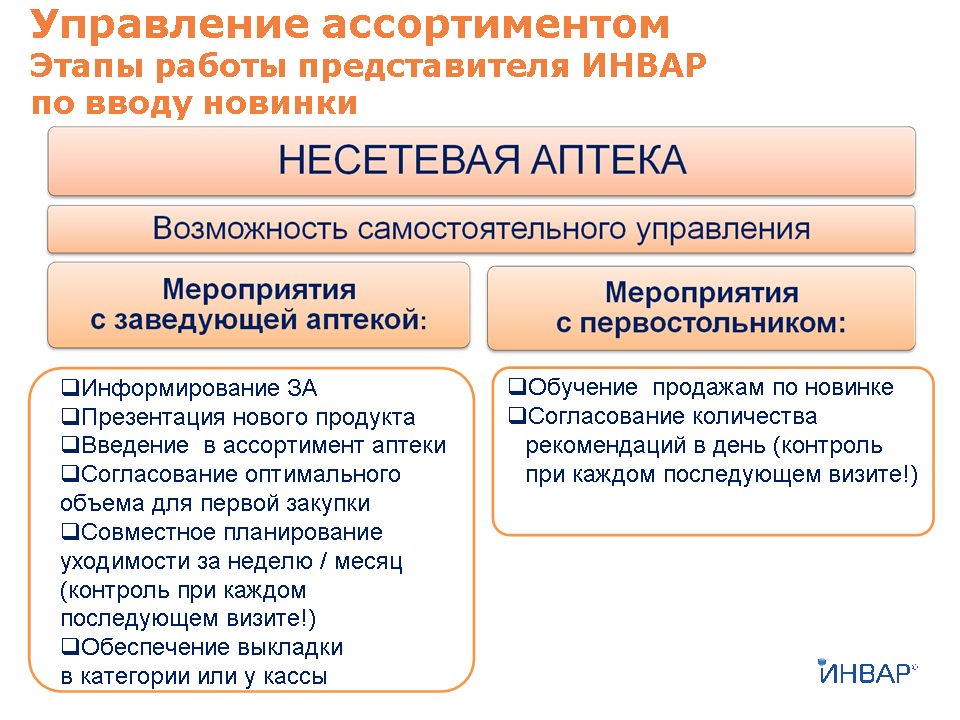 Управление ассортиментом
Этапы работы представителя ИНВАР
по вводу новинки
НЕСЕТЕВАЯ АПТЕКА
Возможность самостоятельного управления
Мероприятия
с заведующей аптекой:
Мероприятия
с первостольником:
❑Информирование ЗА
❑Презентация нового продукта
❑Введение в ассортимент аптеки
❑Согласование оптимального
объема для первой закупки
❑Совместное планирование
уходимости за неделю / месяц
(контроль при каждом
последующем визите!)
❑Обеспечение выкладки
в категории или у кассы
❑Обучение продажам по новинке
❑Согласование количества
рекомендаций в день (контроль
при каждом последующем визите!)
ИНВАР